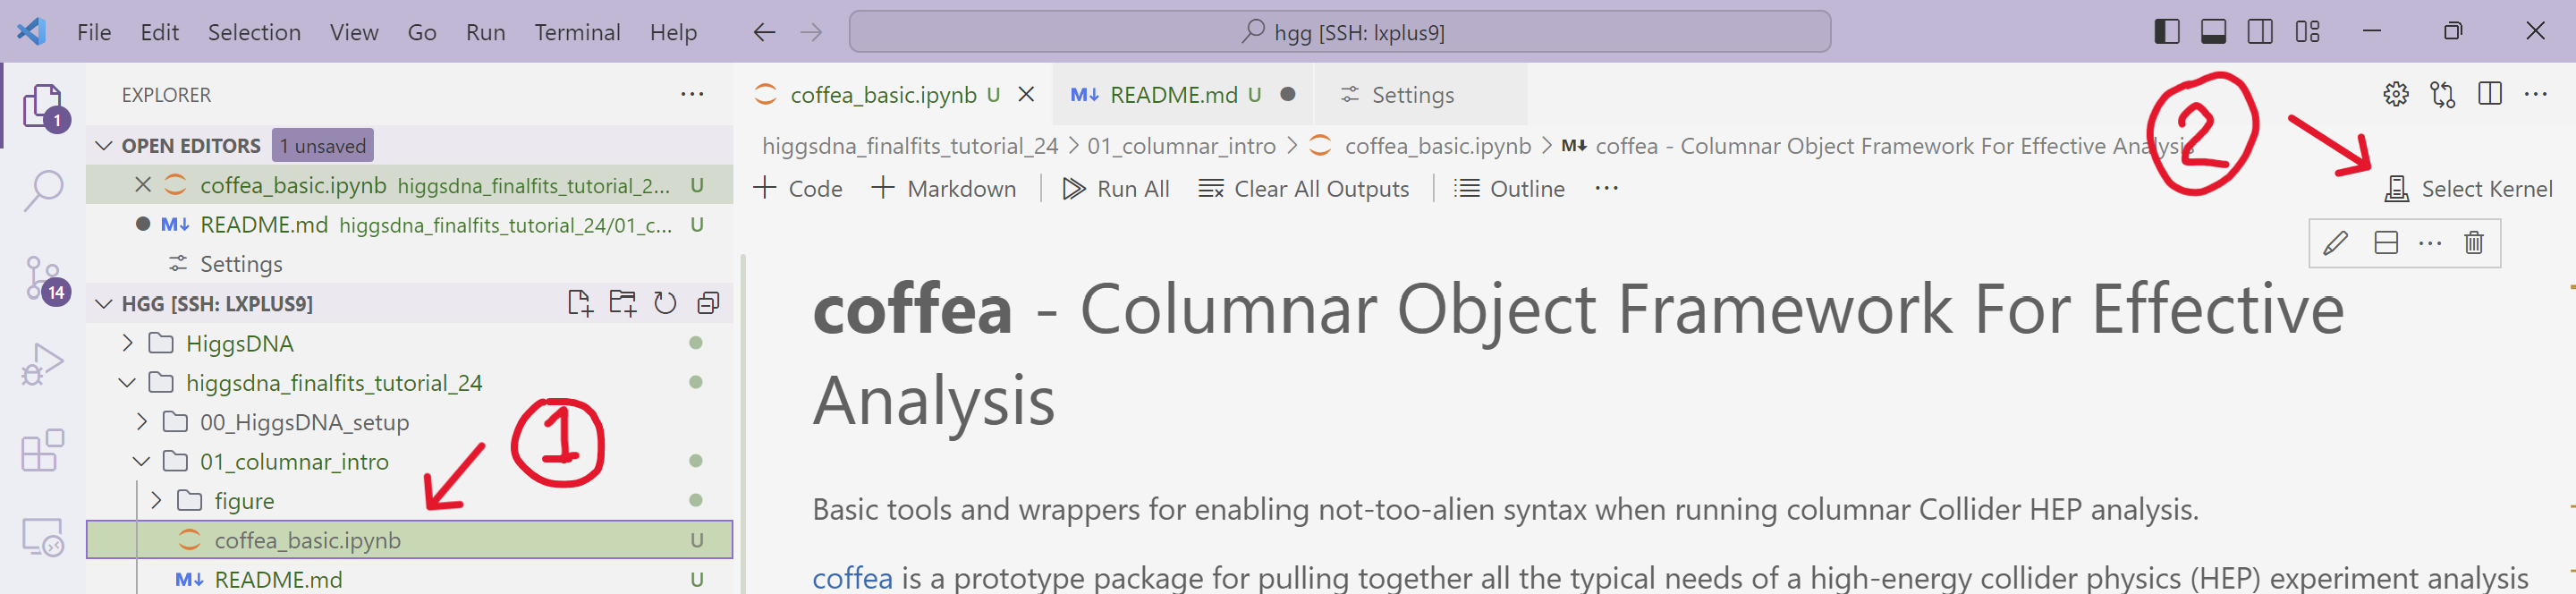 File Edit Selection View Go Run Terminal Help hgg [SSH: lxplus9]
EXPLORER
OPEN EDITORS 1 unsaved
coffea_basic.ipynb higgsdna_finalfits_tutorial_2... U
README.md higgsdna_finalfits_tutorial_24/01_c... U
Settings
HGG [SSH: LXPLUS9]
HiggsDNA
higgsdna_finalfits_tutorial_24
00_HiggsDNA_setup
01_columnar_intro
figure
coffea_basic.ipynb U
README.md U
1
14
1
coffea_basic.ipynb U README.md U Settings
higgsdna_finalfits_tutorial_24 > 01_columnar_intro > coffea_basic.ipynb > coffea - Columnar Object Framework For Effective Analysis
2
+ Code + Markdown Run All Clear All Outputs Outline ... Select Kernel
coffea - Columnar Object Framework For Effective
Analysis
Basic tools and wrappers for enabling not-too-alien syntax when running columnar Collider HEP analysis.
coffea is a prototype package for pulling together all the typical needs of a high-energy collider physics (HEP) experiment analysis